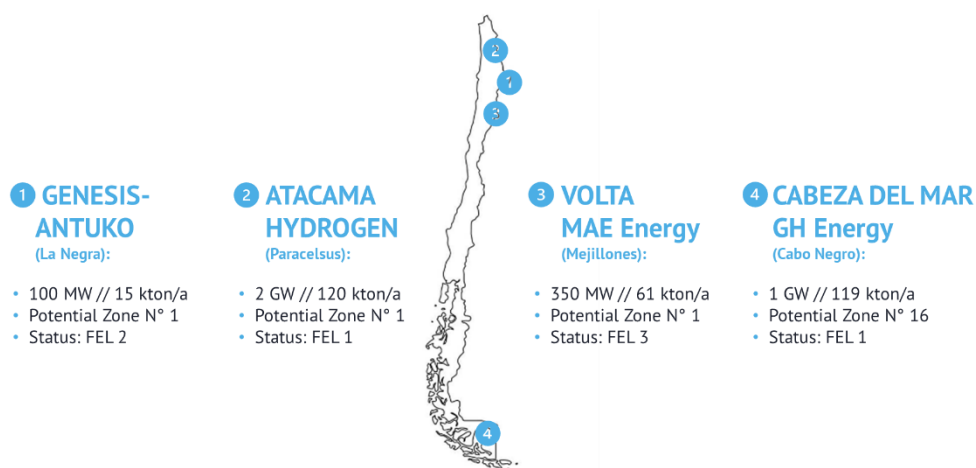 2
1
3
1 GENESIS-
ANTUKO
(La Negra):
• 100 MW // 15 kton/a
• Potential Zone N° 1
• Status: FEL 2
2 ATACAMA
HYDROGEN
(Paracelsus):
• 2 GW // 120 kton/a
• Potential Zone N° 1
• Status: FEL 1
3 VOLTA
MAE Energy
(Mejillones):
• 350 MW // 61 kton/a
• Potential Zone N° 1
• Status: FEL 3
4 CABEZA DEL MAR
GH Energy
(Cabo Negro):
• 1 GW // 119 kton/a
• Potential Zone N° 16
• Status: FEL 1
4